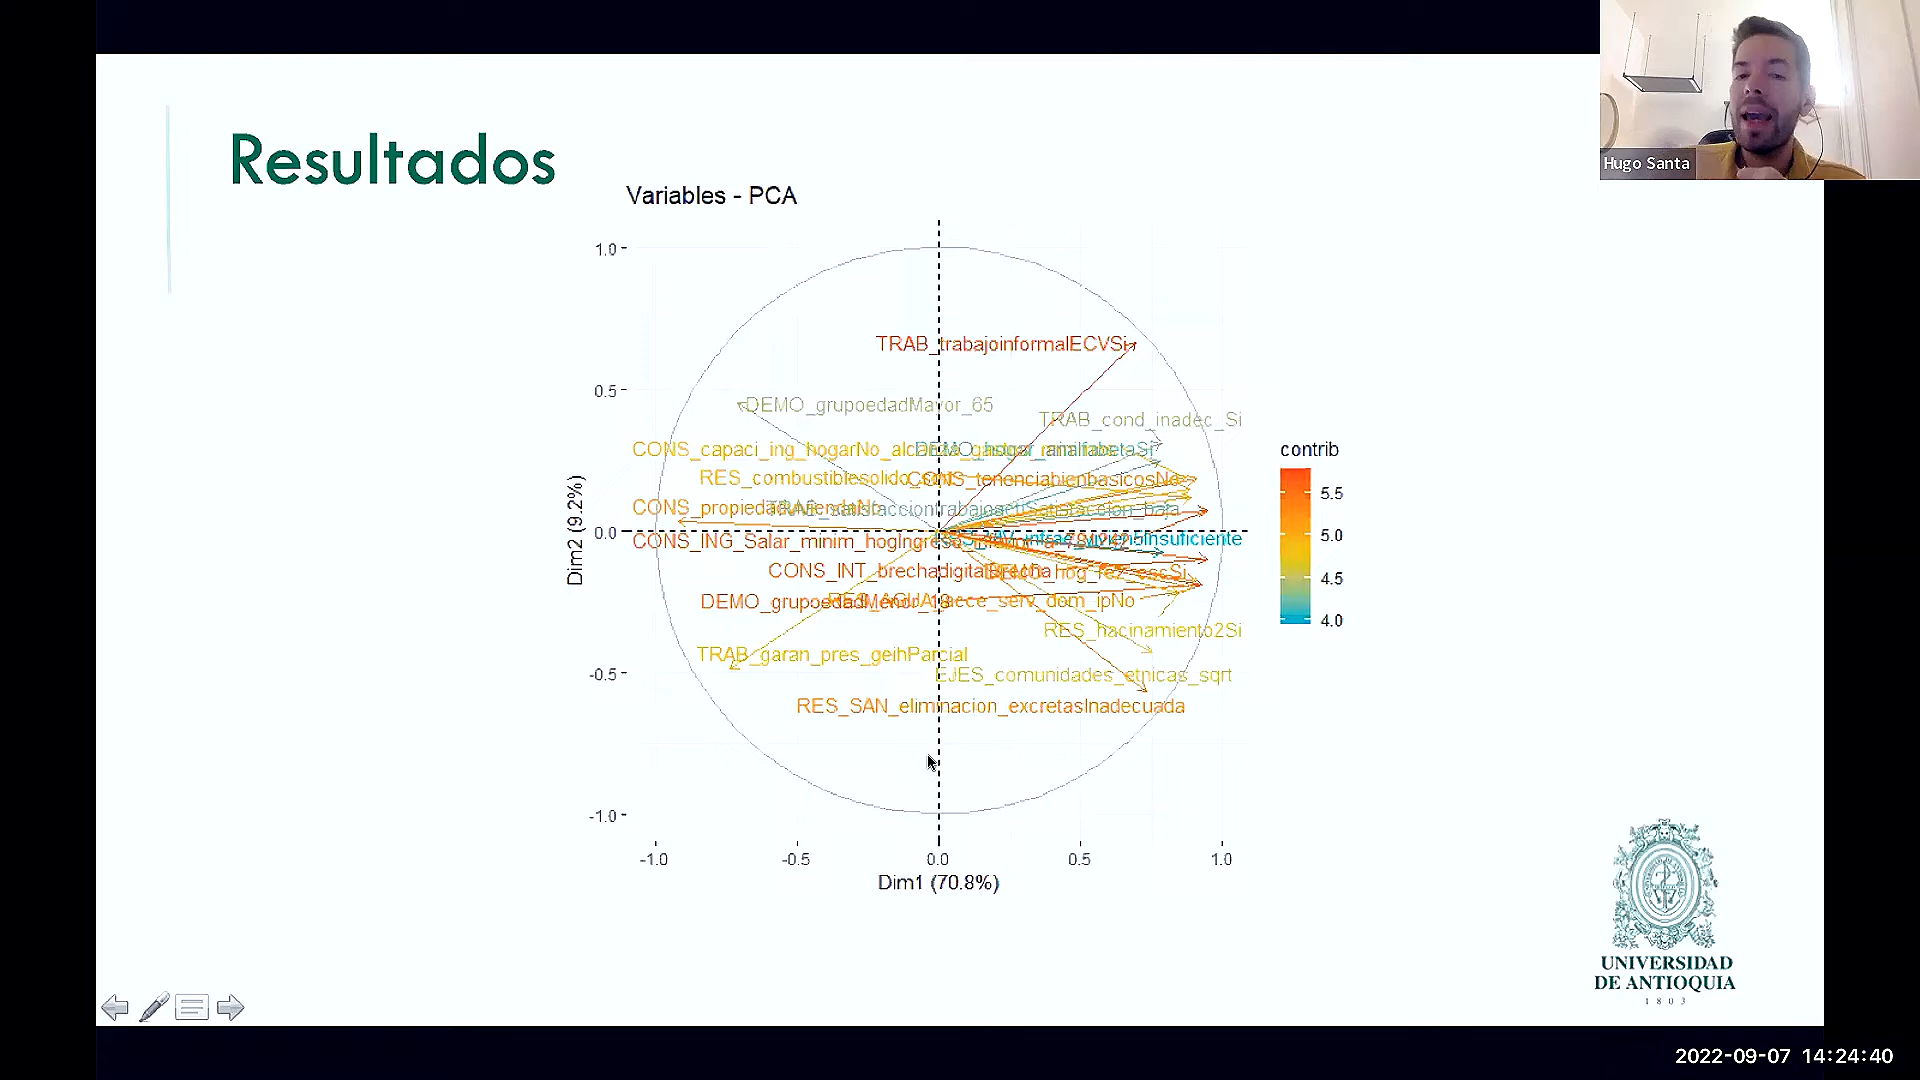 Hugo Santa
Resultados
Variables - PCA
1.0
0.5
0.0
-0.5
-1.0
Dim2 (9.2%)
TRAB_trabajoinformalECVSi
DEMO_grupoedadMayor_65
TRAB_cond_inadec_Si
RES_combustiblesolido
CONS_tenenciabienbasicosNo
CONS_INT_brechadigitalBrecha
RES_hacinamiento2Si
TRAB_garan_pres_geihParcial
EJES_comunidades_etnicas_sqrt
RES_SAN_eliminacion_excretasInadecuada
-1.0 -0.5 0.0 0.5 1.0
Dim1 (70.8%)
contrib
5.5
5.0
4.5
4.0
UNIVERSIDAD
DE ANTIOQUIA
1803
2022-09-07 14:24:40